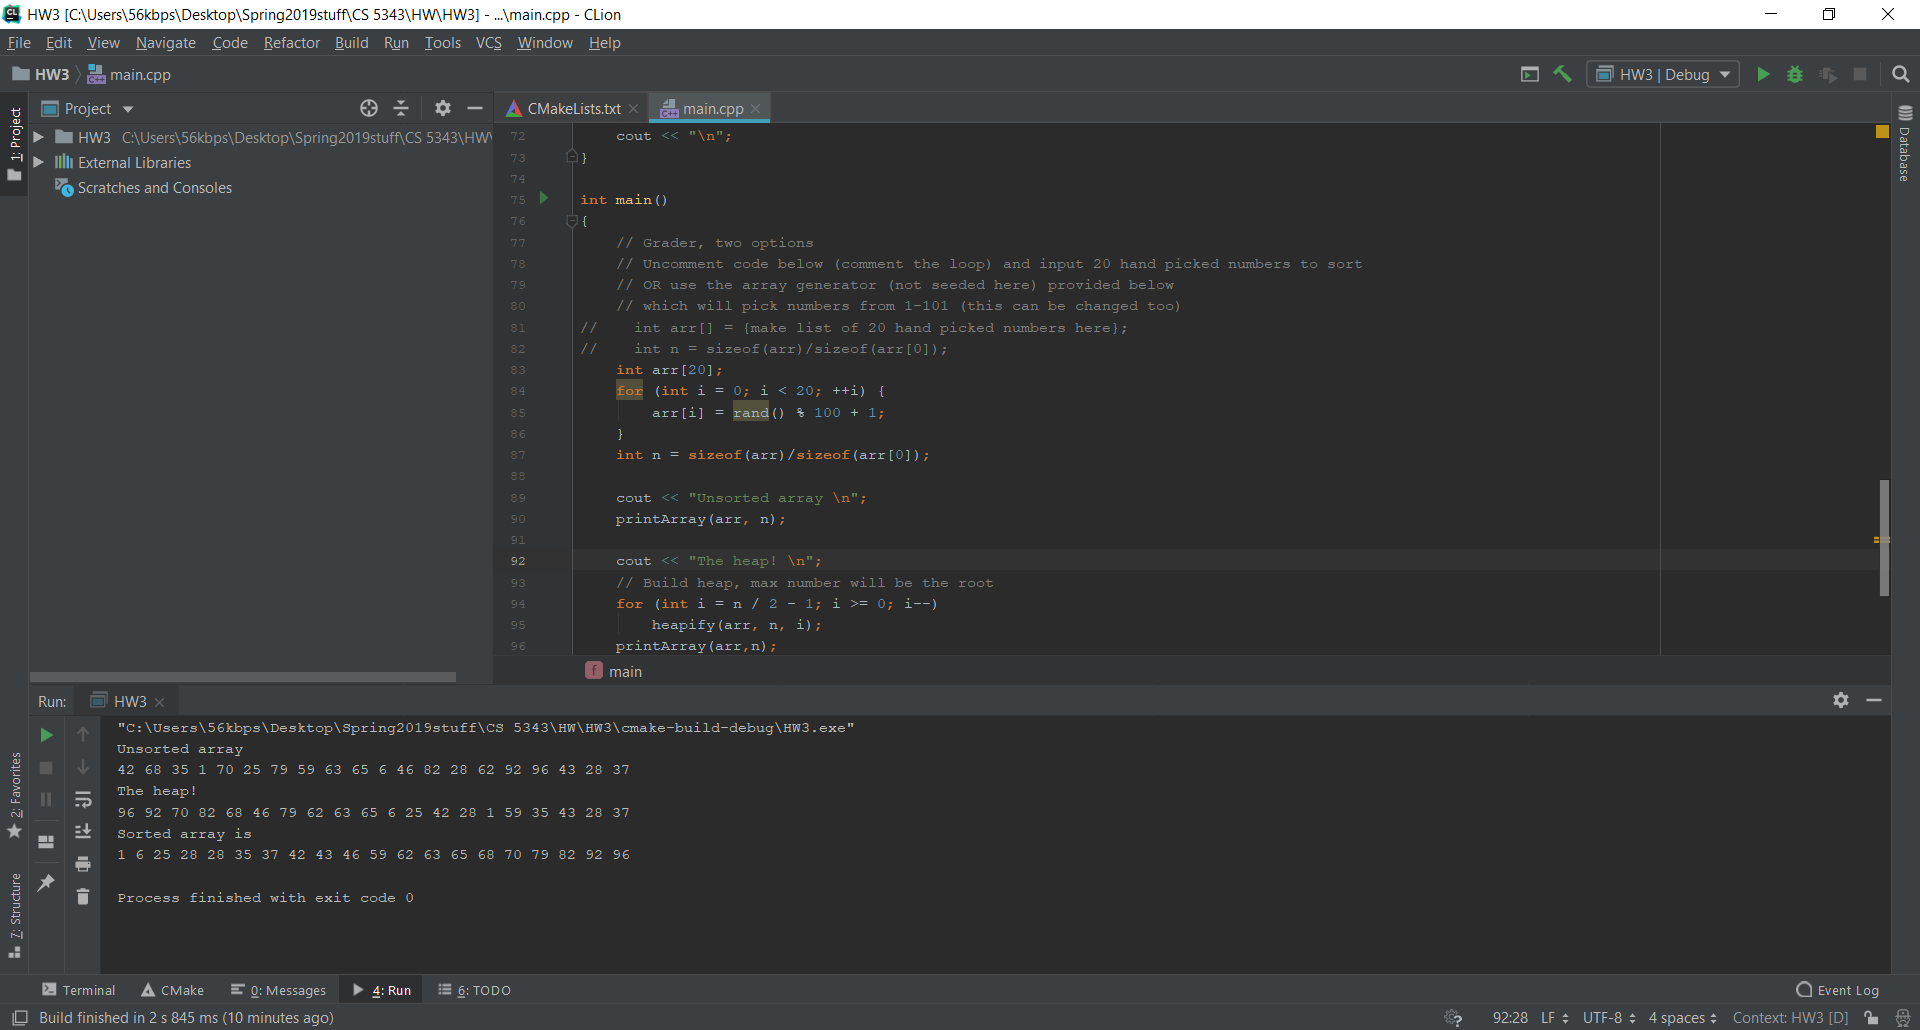 HW3 [C:\Users\56kbps\Desktop\Spring2019stuff\CS 5343\HW\HW3] - ...\main.cpp - CLion
File Edit View Navigate Code Refactor Build Run Tools VCS Window Help
HW3 main.cpp HW3 | Debug
1: Project
Project
CMakeLists.txt main.cpp
HW3 C:\Users\56kbps\Desktop\Spring2019stuff\CS 5343\HW\
External Libraries
Scratches and Consoles
Database
72 cout << "\n";
73 }
74
75 int main()
76 {
77 // Grader, two options
78 // Uncomment code below (comment the loop) and input 20 hand picked numbers to sort
79 // OR use the array generator (not seeded here) provided below
80 // which will pick numbers from 1-101 (this can be changed too)
81 // int arr[] = {make list of 20 hand picked numbers here};
82 // int n = sizeof(arr)/sizeof(arr[0]);
83 int arr[20];
84 for (int i = 0; i < 20; ++i) {
85 arr[i] = rand() % 100 + 1;
86 }
87 int n = sizeof(arr)/sizeof(arr[0]);
88
89 cout << "Unsorted array \n";
90 printArray(arr, n);
91
92 cout << "The heap! \n";
93 // Build heap, max number will be the root
94 for (int i = n / 2 - 1; i >= 0; i--)
95 heapify(arr, n, i);
96 printArray(arr,n);
f main
Run: HW3
"C:\Users\56kbps\Desktop\Spring2019stuff\CS 5343\HW\HW3\cmake-build-debug\HW3.exe"
Unsorted array
42 68 35 1 70 25 79 59 63 65 6 46 82 28 62 92 96 43 28 37
The heap!
96 92 70 82 68 46 79 62 63 65 6 25 42 28 1 59 35 43 28 37
Sorted array is
1 6 25 28 28 35 37 42 43 46 59 62 63 65 68 70 79 82 92 96
Process finished with exit code 0
2: Favorites
7: Structure
Terminal CMake 0: Messages 4: Run 6: TODO Event Log
Build finished in 2 s 845 ms (10 minutes ago) 92:28 LF UTF-8 4 spaces Context: HW3 [D]